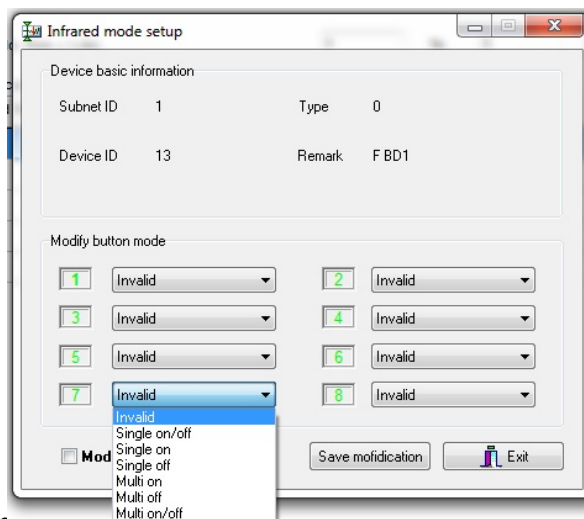 Infrared mode setup
Device basic information
Subnet ID 1 Type 0
Device ID 13 Remark F BD1
Modify button mode
1 Invalid 2 Invalid
3 Invalid 4 Invalid
5 Invalid 6 Invalid
7 Invalid 8 Invalid
Invalid
Single on/off
Single on
Single off
Multi on
Multi off
Multi on/off
Save mofidication Exit